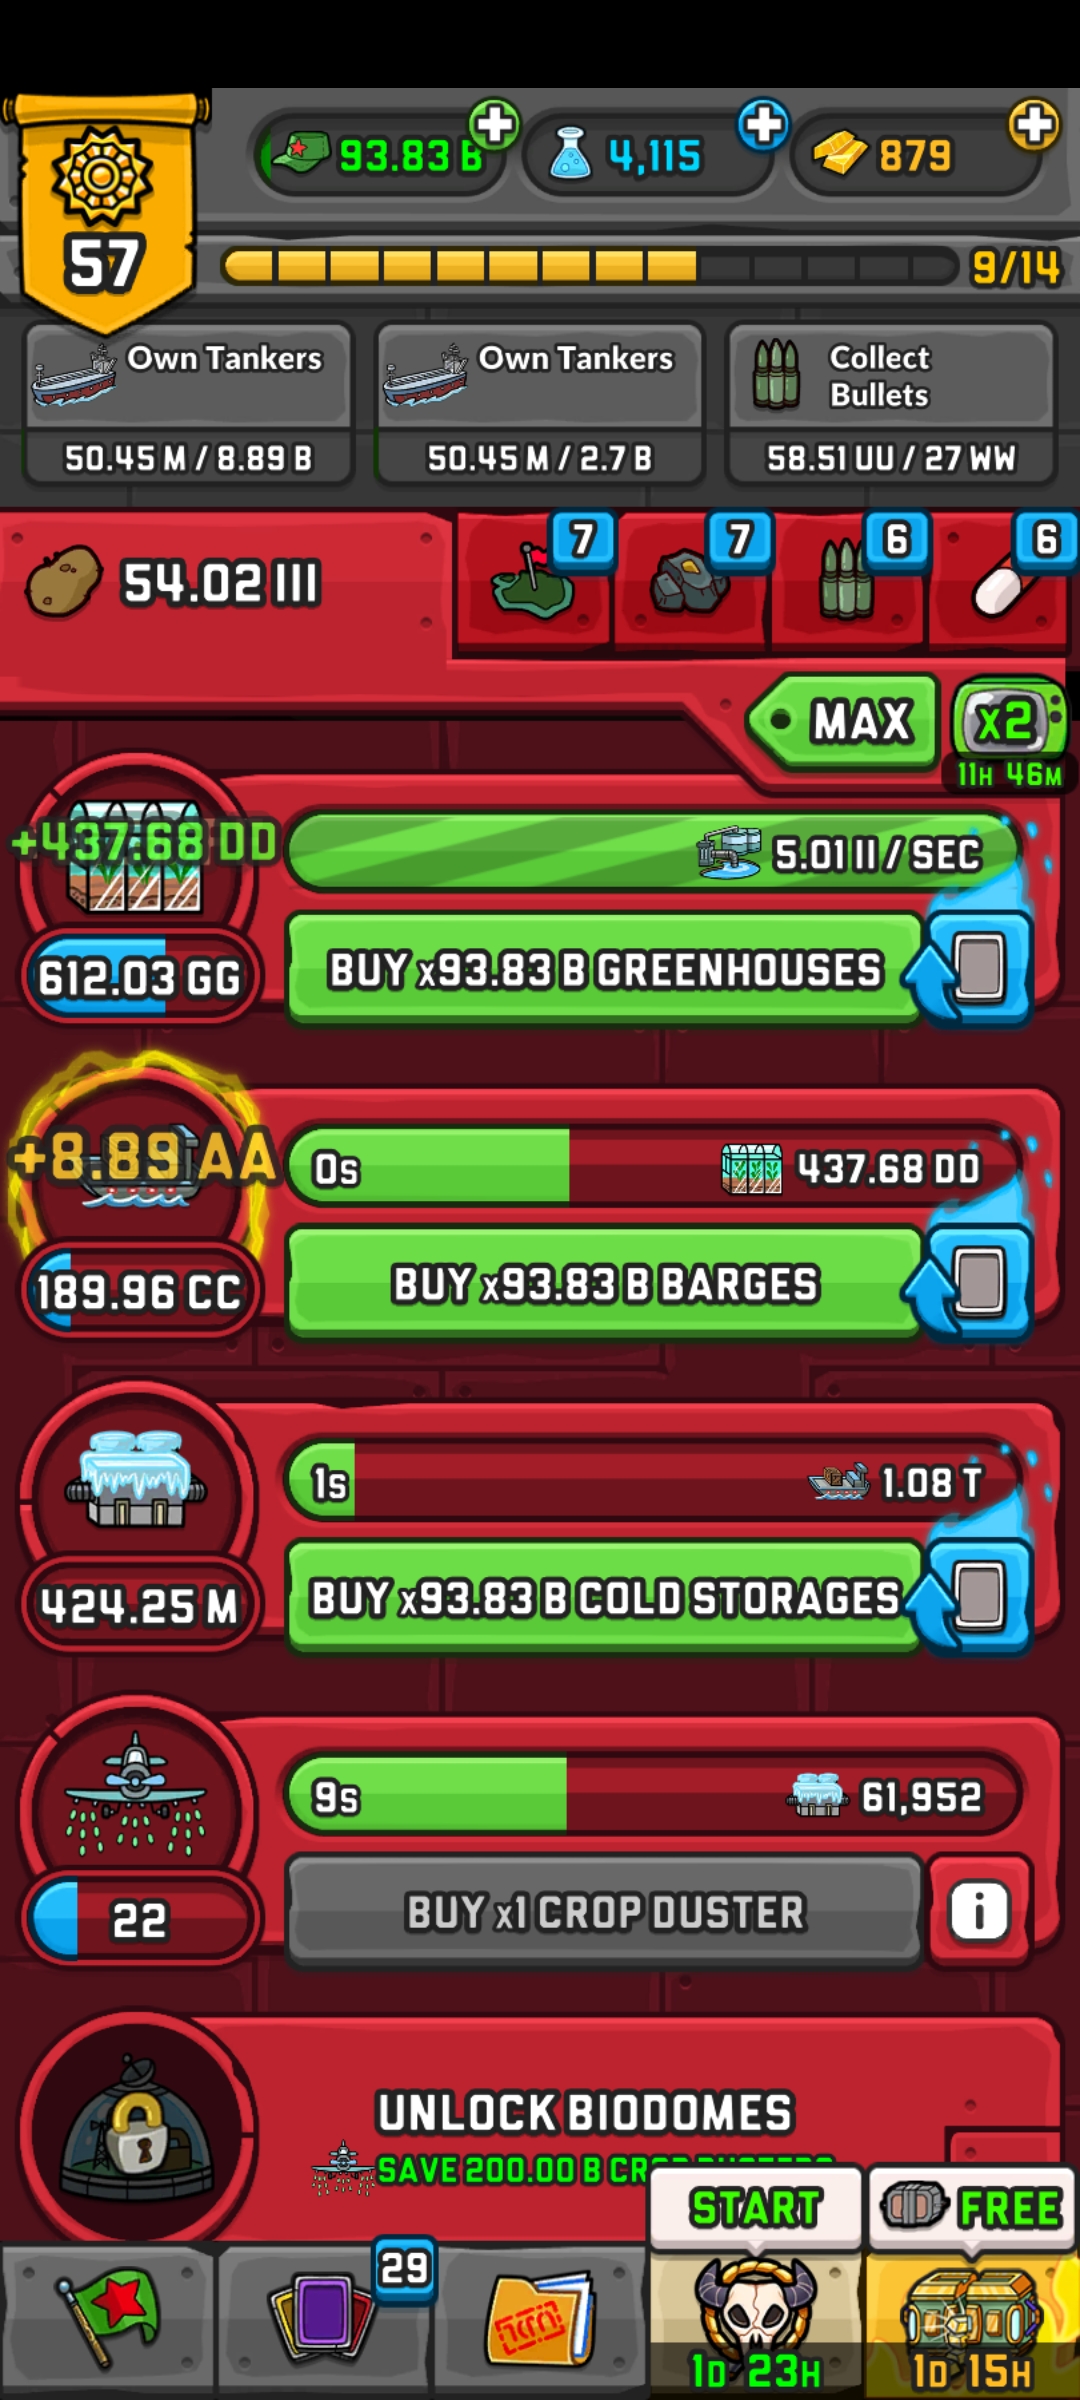 93.83 B
4,115
879
57
9/14
Own Tankers
50.45 M / 8.89 B
Own Tankers
50.45 M / 2.7 B
Collect
Bullets
58.51 UU / 27 WW
54.02 III
7
7
6
6
MAX
x2
11H 46M
+437.68 DD
5.01 II / SEC
612.03 GG
BUY x93.83 B GREENHOUSES
+8.89 AA
0s
437.68 DD
189.96 CC
BUY x93.83 B BARGES
1s
1.08 T
424.25 M
BUY x93.83 B COLD STORAGES
9s
61,952
22
BUY x1 CROP DUSTER
i
UNLOCK BIODOMES
SAVE 200.00 B
START
FREE
29
1D 23H
1D 15H